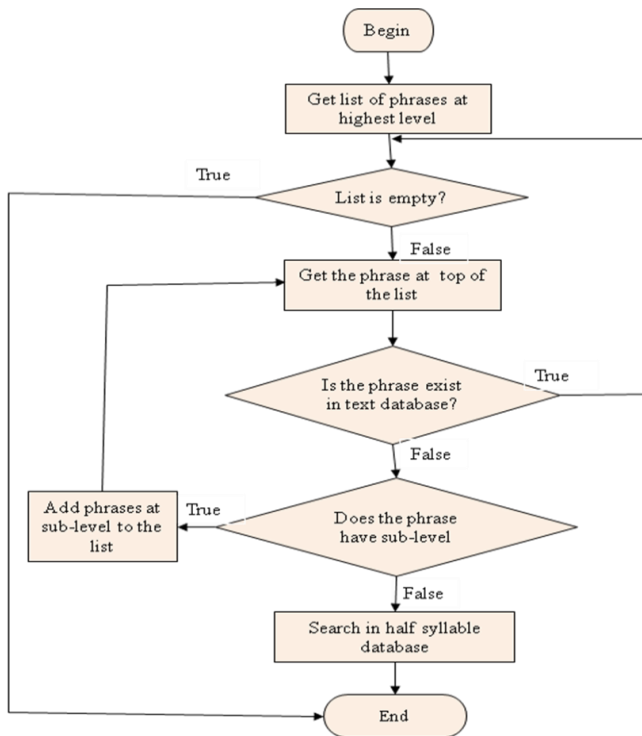 Begin
Get list of phrases at
highest level
True
List is empty?
False
Get the phrase at top of
the list
Is the phrase exist
in text database?
True
False
Add phrases at
sub-level to the
list
True
Does the phrase
have sub-level
False
Search in half syllable
database
End